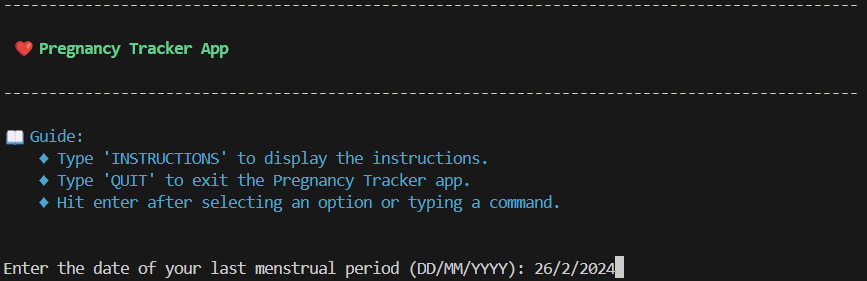 --------------------------------------------------------------------------------------------
❤️ Pregnancy Tracker App
--------------------------------------------------------------------------------------------
📖 Guide:
♦ Type 'INSTRUCTIONS' to display the instructions.
♦ Type 'QUIT' to exit the Pregnancy Tracker app.
♦ Hit enter after selecting an option or typing a command.
Enter the date of your last menstrual period (DD/MM/YYYY): 26/2/2024